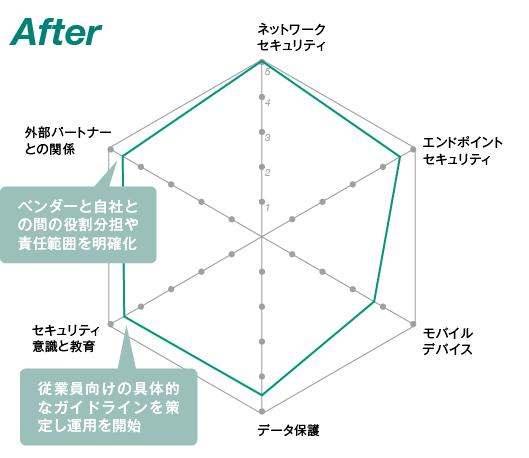 After
ネットワーク
セキュリティ
5
4
3
2
1
外部パートナー
との関係
エンドポイント
セキュリティ
ベンダーと自社と
の間の役割分担や
責任範囲を明確化
セキュリティ
意識と教育
モバイル
デバイス
従業員向けの具体的
なガイドラインを策
定し運用を開始
データ保護